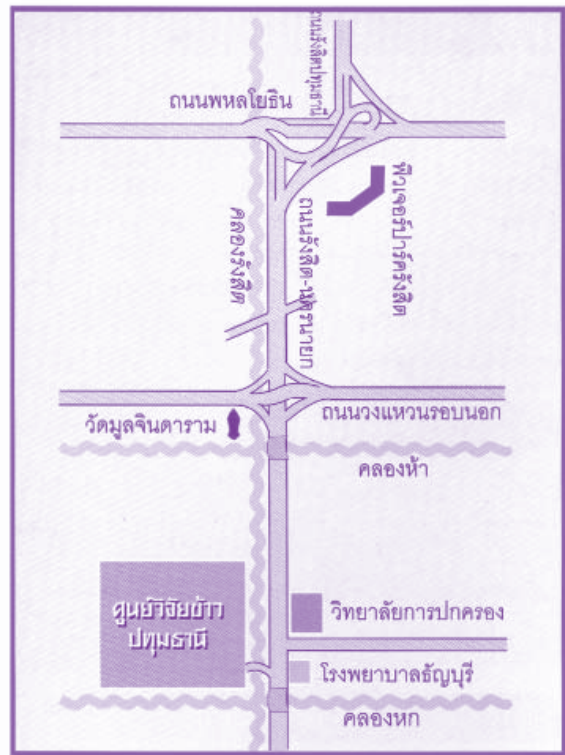 ถนนรังสิตปทุมธานี
ถนนพหลโยธิน
ฟิวเจอร์ปาร์ครังสิต
คลองรังสิต
ถนนรังสิต-นครนายก
วัดมูลจินดาราม
ถนนวงแหวนรอบนอก
คลองห้า
ศูนย์วิจัยข้าว
ปทุมธานี
วิทยาลัยการปกครอง
โรงพยาบาลธัญบุรี
คลองหก